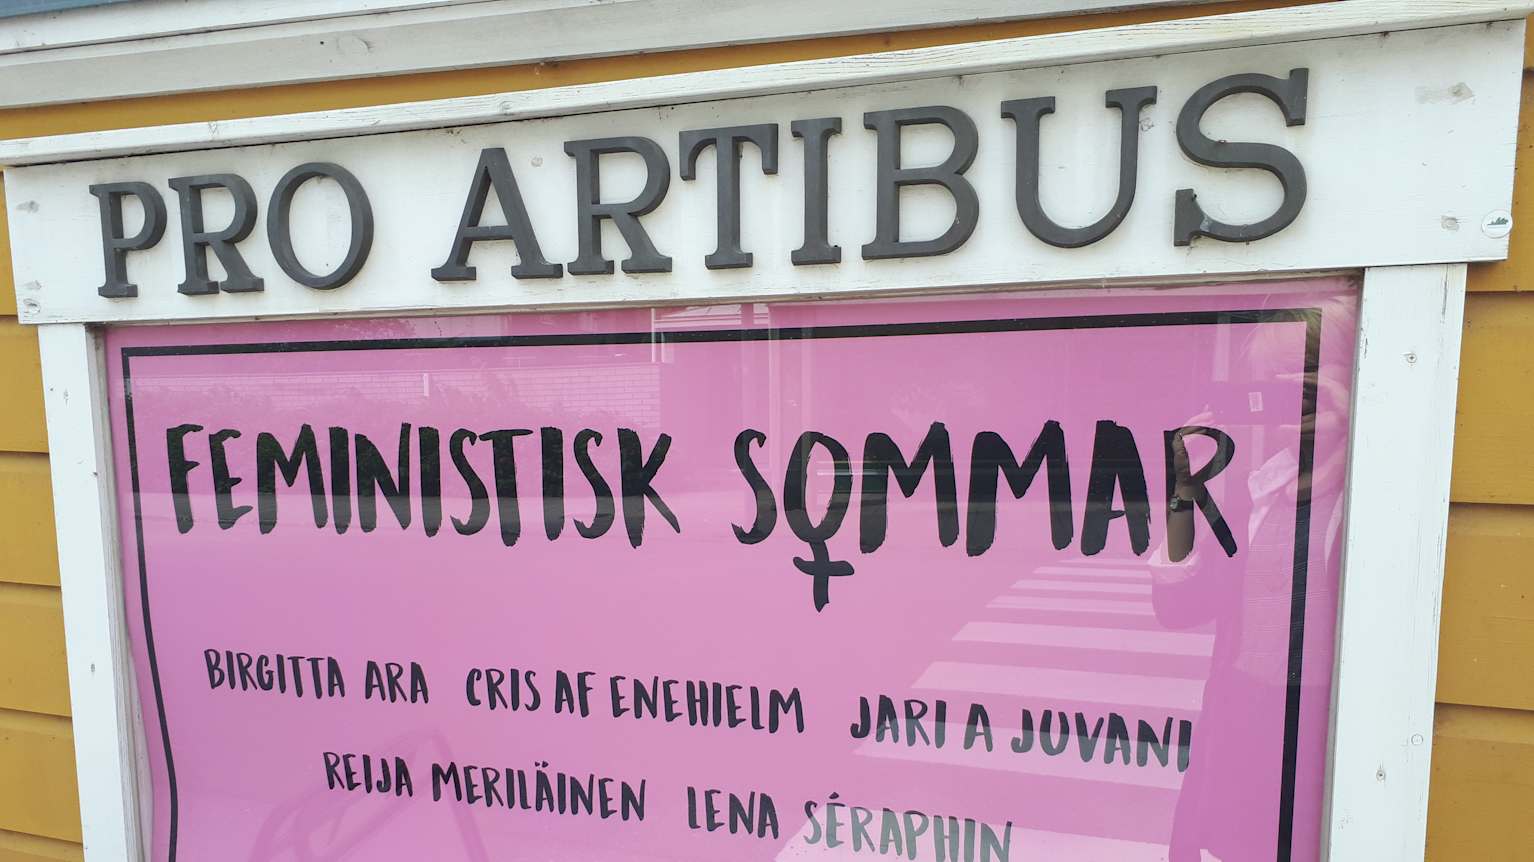 PRO ARTIBUS
FEMINISTISK SOMMAR
BIRGITTA ARA CRIS AF ENEHIELM JARI A JUVANI
REIJA MERILÄINEN LENA SÉRAPHIN